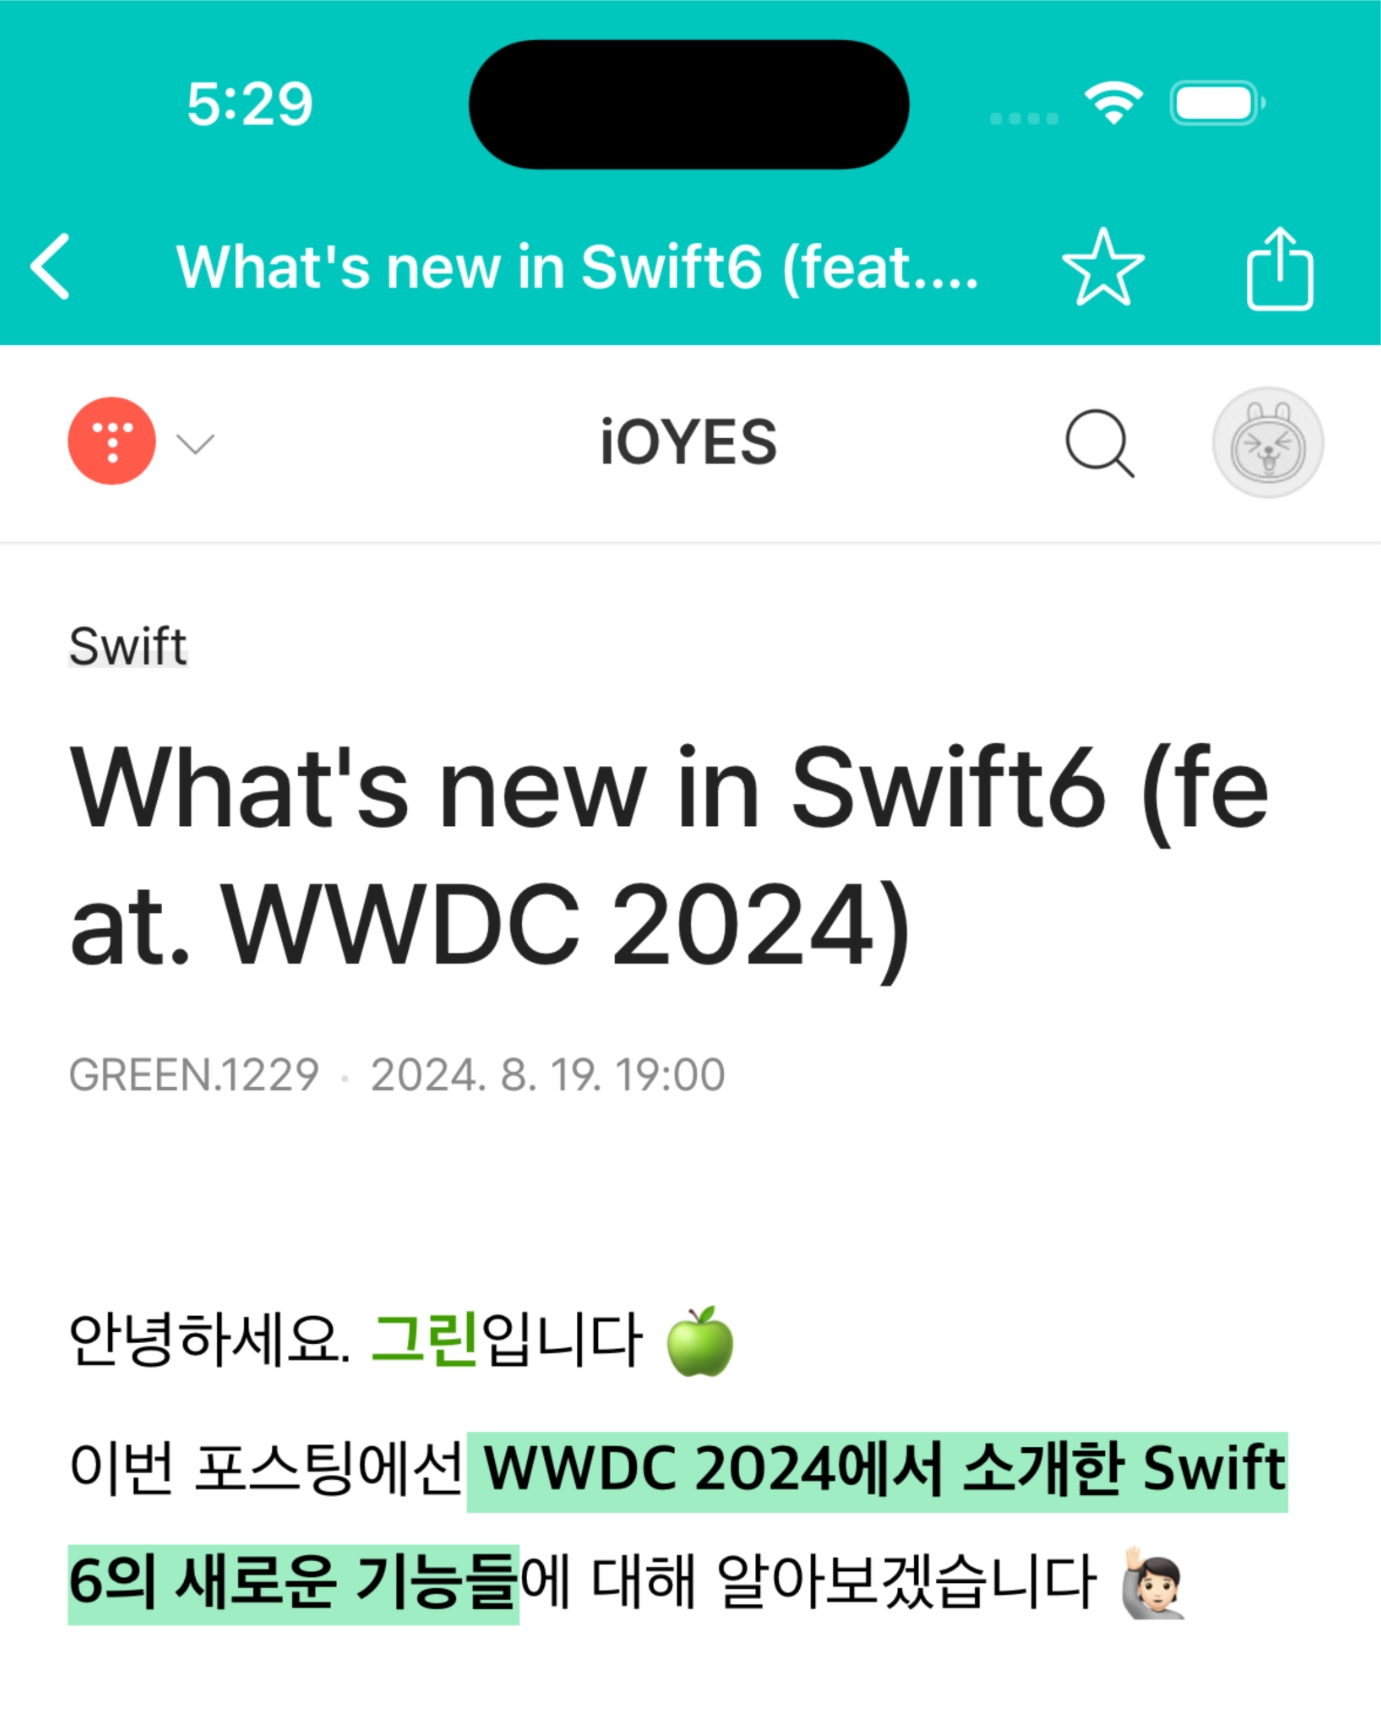 5:29
What's new in Swift6 (feat....
iOYES
Swift
What's new in Swift6 (fe
at. WWDC 2024)
GREEN.1229 · 2024. 8. 19. 19:00
안녕하세요. 그린입니다 🍏
이번 포스팅에선 WWDC 2024에서 소개한 Swift
6의 새로운 기능들에 대해 알아보겠습니다 🙋🏻